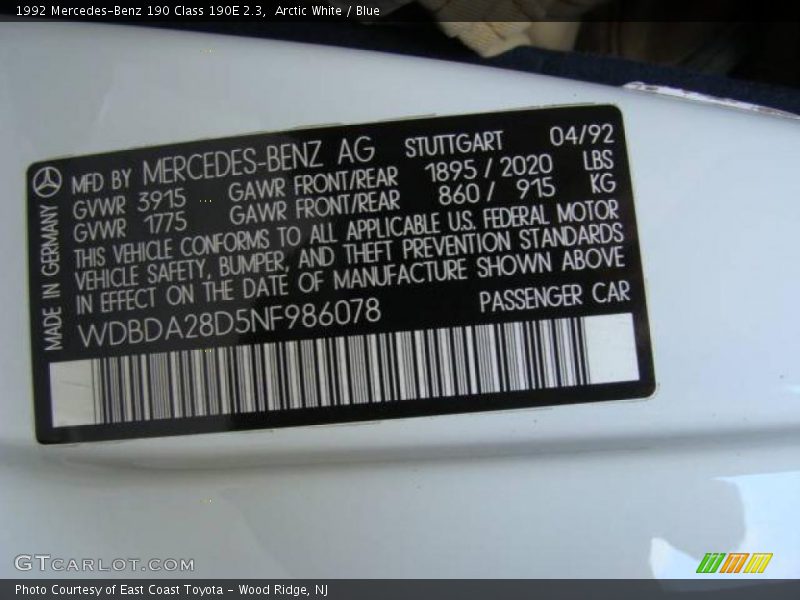 1992 Mercedes-Benz 190 Class 190E 2.3, Arctic White / Blue
MFD BY MERCEDES-BENZ AG STUTTGART 04/92
GVWR 3915 GAWR FRONT/REAR 1895 / 2020 LBS
GVWR 1775 GAWR FRONT/REAR 860 / 915 KG
THIS VEHICLE CONFORMS TO ALL APPLICABLE U.S. FEDERAL MOTOR
VEHICLE SAFETY, BUMPER, AND THEFT PREVENTION STANDARDS
IN EFFECT ON THE DATE OF MANUFACTURE SHOWN ABOVE
WDBDA28D5NF986078 PASSENGER CAR
MADE IN GERMANY
GTCARLOT.COM
Photo Courtesy of East Coast Toyota - Wood Ridge, NJ